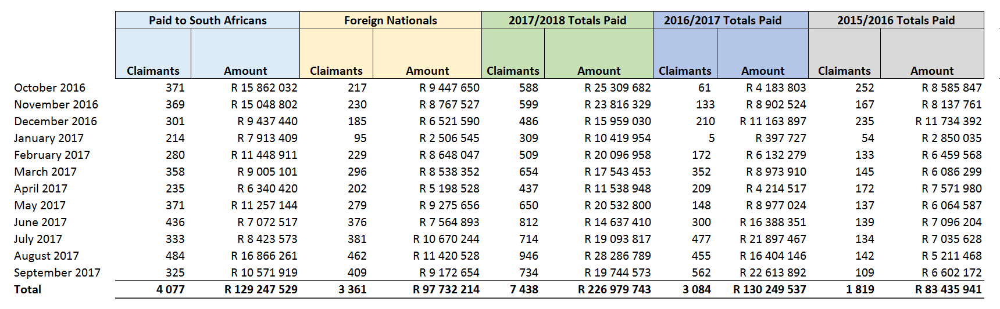 Paid to South Africans Foreign Nationals 2017/2018 Totals Paid 2016/2017 Totals Paid 2015/2016 Totals Paid
Claimants Amount Claimants Amount Claimants Amount Claimants Amount Claimants Amount
October 2016 371 R 15 862 032 217 R 9 447 650 588 R 25 309 682 61 R 4 183 803 252 R 8 585 847
November 2016 369 R 15 048 802 230 R 8 767 527 599 R 23 816 329 133 R 8 902 524 167 R 8 137 761
December 2016 301 R 9 437 440 185 R 6 521 590 486 R 15 959 030 210 R 11 163 897 235 R 11 734 392
January 2017 214 R 7 913 409 95 R 2 506 545 309 R 10 419 954 5 R 397 727 54 R 2 850 035
February 2017 280 R 11 448 911 229 R 8 648 047 509 R 20 096 958 172 R 6 132 279 133 R 6 459 568
March 2017 358 R 9 005 101 296 R 8 538 352 654 R 17 543 453 352 R 8 973 910 145 R 6 086 299
April 2017 235 R 6 340 420 202 R 5 198 528 437 R 11 538 948 209 R 4 214 517 172 R 7 571 980
May 2017 371 R 11 257 144 279 R 9 275 656 650 R 20 532 800 148 R 8 977 024 137 R 6 064 587
June 2017 436 R 7 072 517 376 R 7 564 893 812 R 14 637 410 300 R 16 388 351 139 R 7 096 204
July 2017 333 R 8 423 573 381 R 10 670 244 714 R 19 093 817 477 R 21 897 467 134 R 7 035 628
August 2017 484 R 16 866 261 462 R 11 420 528 946 R 28 286 789 455 R 16 404 146 142 R 5 211 468
September 2017 325 R 10 571 919 409 R 9 172 654 734 R 19 744 573 562 R 22 613 892 109 R 6 602 172
Total 4 077 R 129 247 529 3 361 R 97 732 214 7 438 R 226 979 743 3 084 R 130 249 537 1 819 R 83 435 941